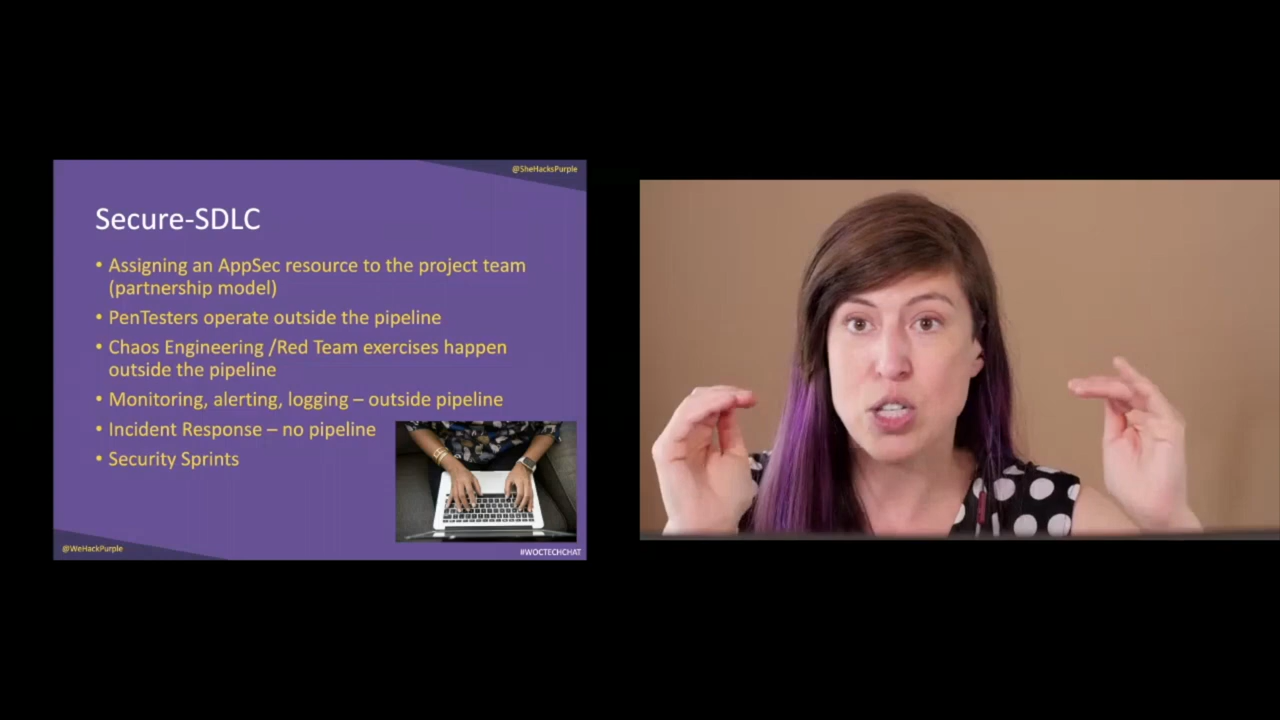 @SheHacksPurple
Secure-SDLC
• Assigning an AppSec resource to the project team
(partnership model)
• PenTesters operate outside the pipeline
• Chaos Engineering /Red Team exercises happen
outside the pipeline
• Monitoring, alerting, logging – outside pipeline
• Incident Response – no pipeline
• Security Sprints
@WeHackPurple
#WOCTECHCHAT